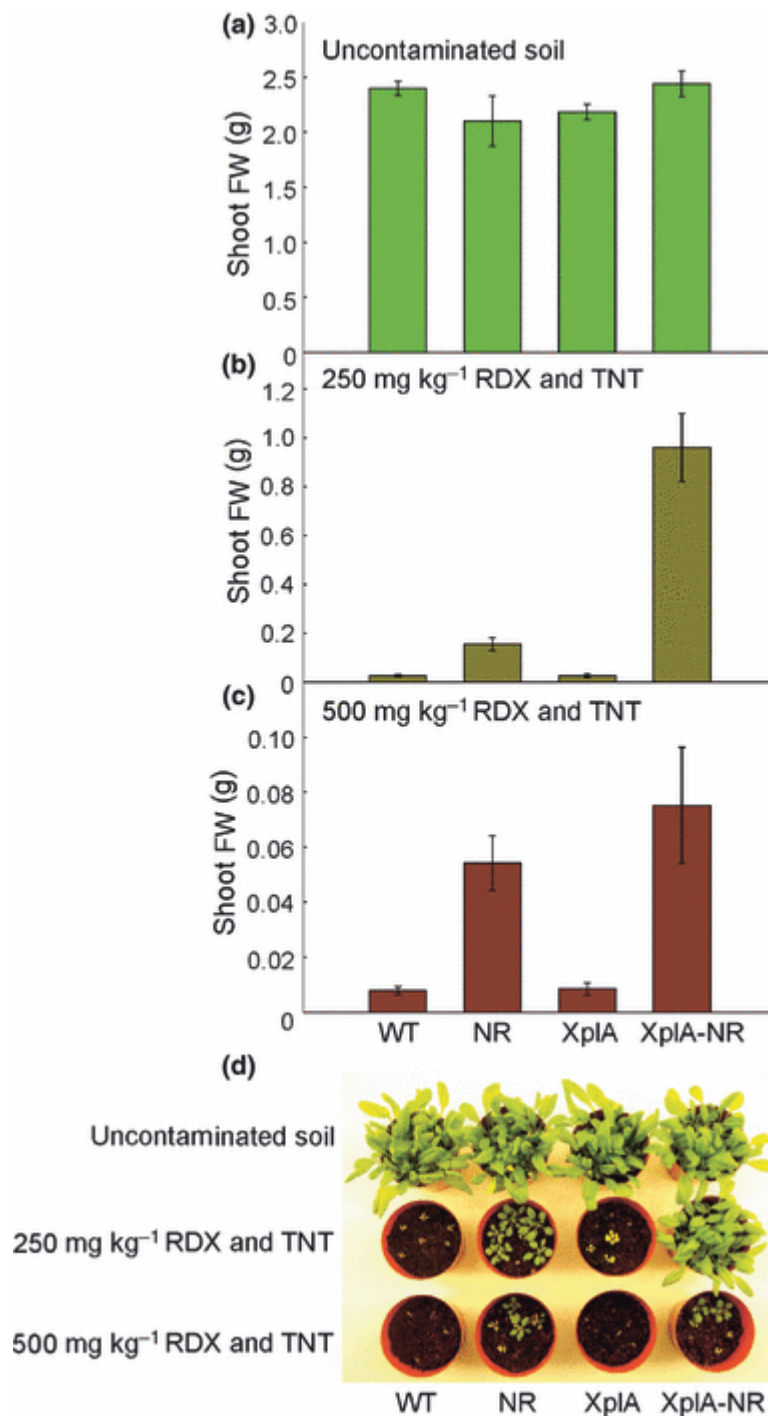 (a)
Uncontaminated soil
Shoot FW (g)
3.0
2.5
2.0
1.5
1.0
0.5
0
(b)
250 mg kg⁻¹ RDX and TNT
Shoot FW (g)
1.2
1.0
0.8
0.6
0.4
0.2
0
(c)
500 mg kg⁻¹ RDX and TNT
Shoot FW (g)
0.10
0.08
0.06
0.04
0.02
0
WT NR XplA XplA-NR
(d)
Uncontaminated soil
250 mg kg⁻¹ RDX and TNT
500 mg kg⁻¹ RDX and TNT
WT NR XplA XplA-NR